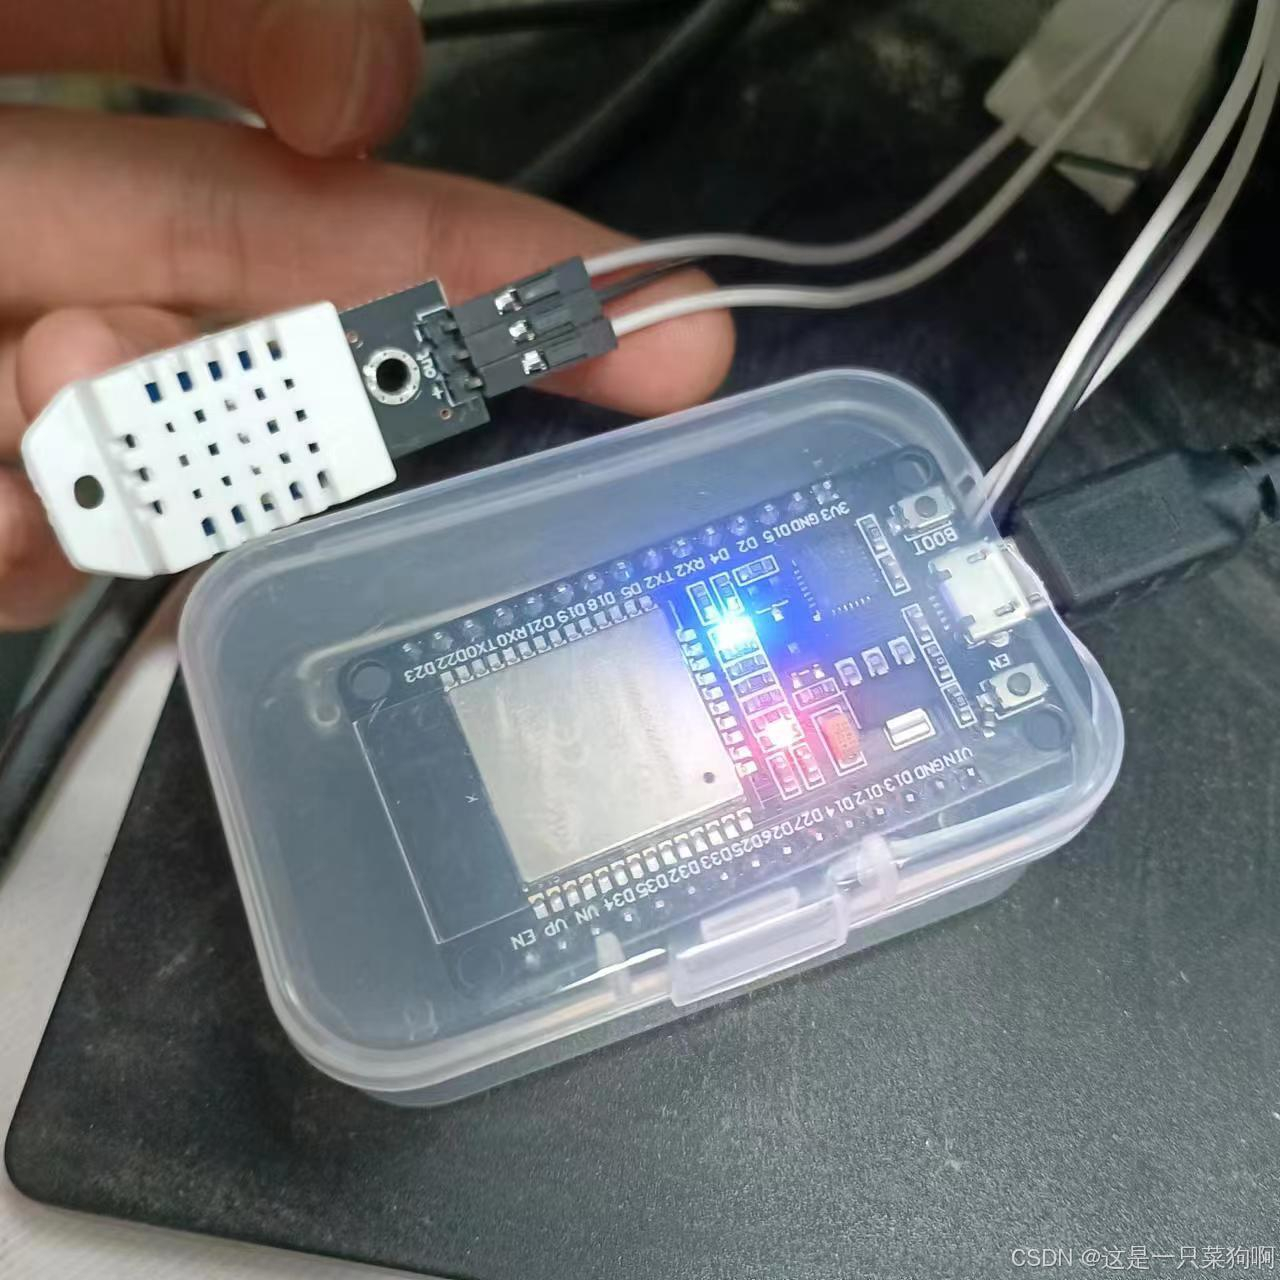 OUT
+
3V3 GND D15 D2 D4 RX2 TX2 D5 D18 D19 D21 RX0 TX0 D22 D23
BOOT
EN
VIN GND D13 D12 D14 D27 D26 D25 D33 D32 D35 D34 VN VP EN
CSDN @这是一只菜狗啊